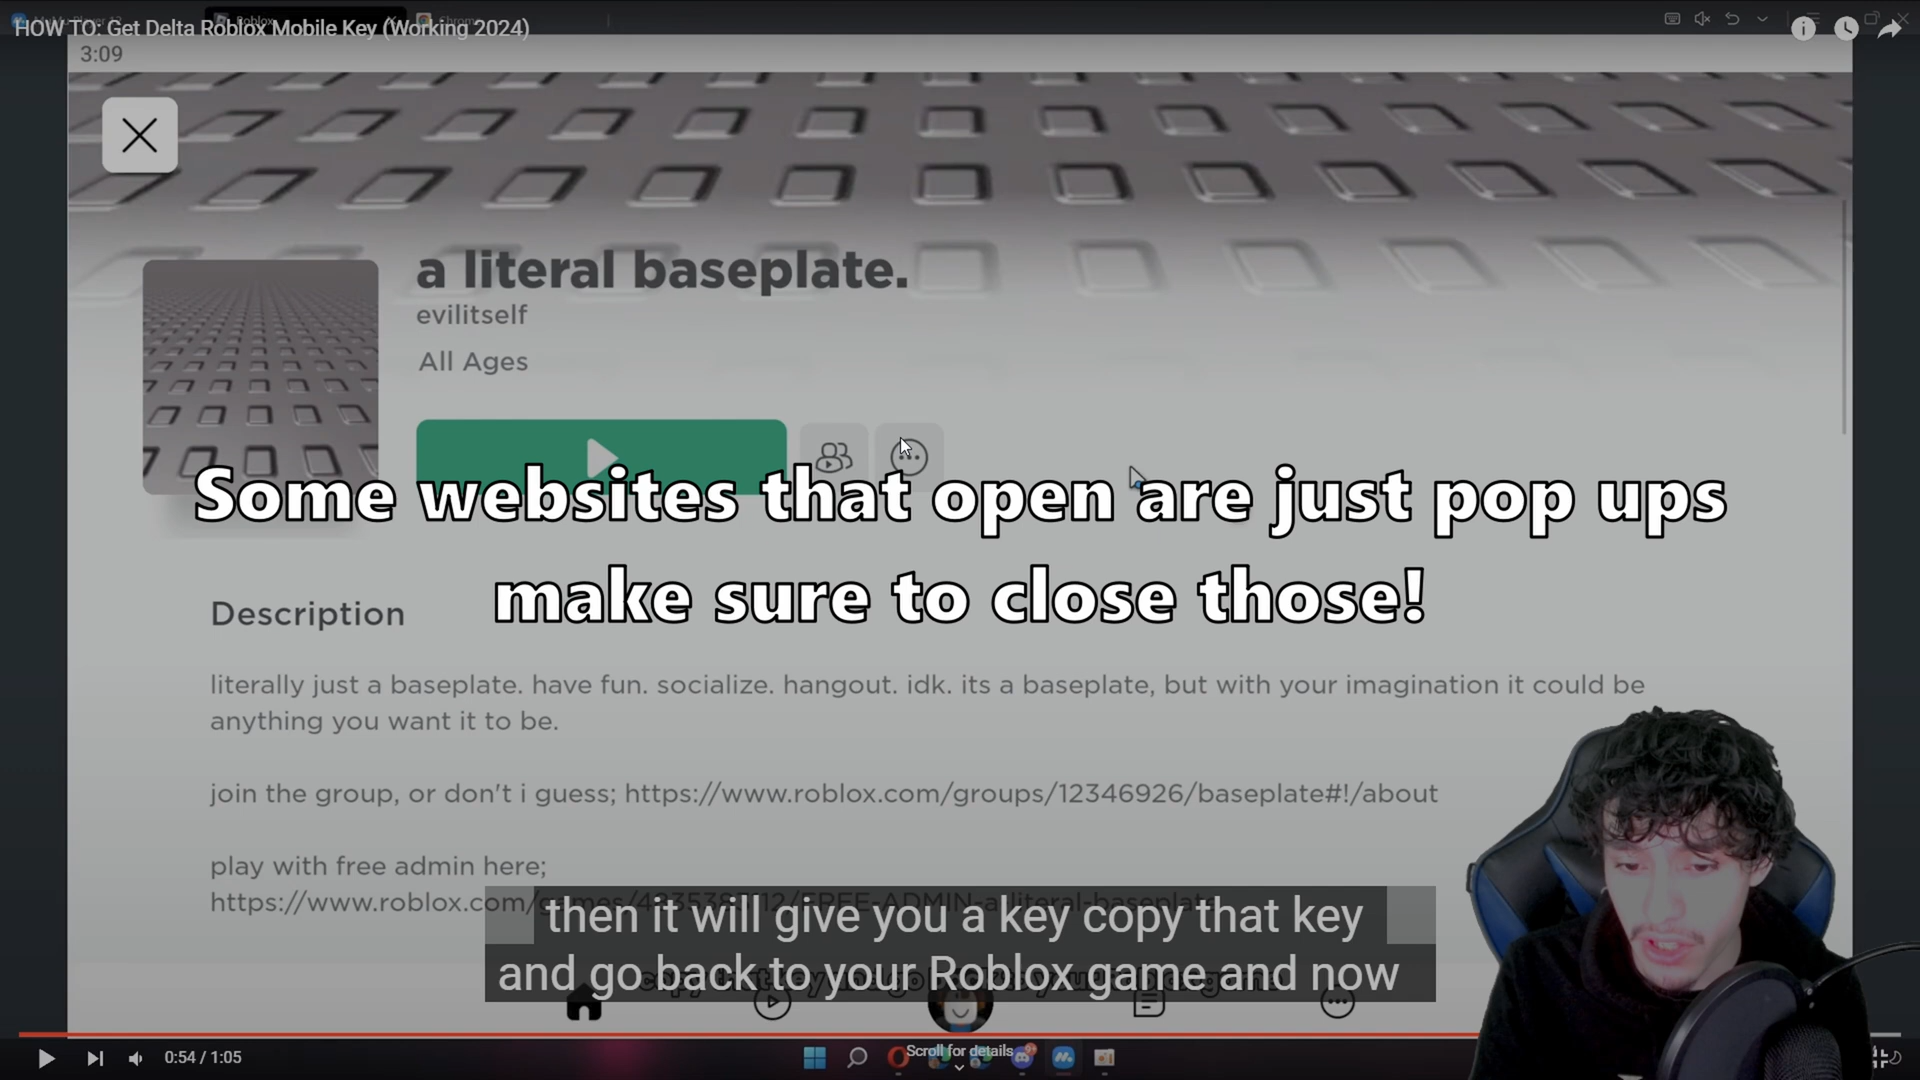 HOW TO: Get Delta Roblox Mobile Key (Working 2024)
3:09
a literal baseplate.
evilitself
All Ages
Some websites that open are just pop ups
make sure to close those!
Description
literally just a baseplate. have fun. socialize. hangout. idk. its a baseplate, but with your imagination it could be
anything you want it to be.
join the group, or don't i guess; https://www.roblox.com/groups/12346926/baseplate#!/about
play with free admin here;
https://www.roblox.com/
then it will give you a key copy that key
and go back to your Roblox game and now
0:54 / 1:05
Scroll for details